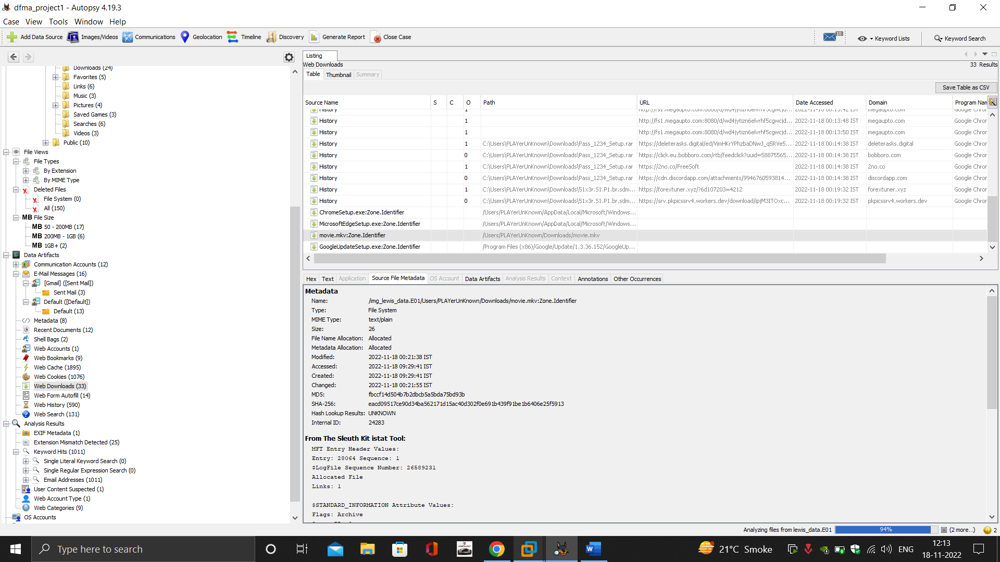 dfma_project1 - Autopsy 4.19.3
Case View Tools Window Help
Add Data Source Images/Videos Communications Geolocation Timeline Discovery Generate Report Close Case 10 Keyword Lists Keyword Search
Downloads (24)
Favorites (5)
Links (6)
Music (3)
Pictures (4)
Saved Games (3)
Searches (6)
Videos (3)
Public (10)
File Views
File Types
By Extension
By MIME Type
Deleted Files
File System (0)
All (150)
MB File Size
MB 50 - 200MB (17)
MB 200MB - 1GB (6)
MB 1GB+ (2)
Data Artifacts
Communication Accounts (12)
E-Mail Messages (16)
[Gmail] ([Sent Mail])
Sent Mail (3)
Default ([Default])
Default (13)
Metadata (8)
Recent Documents (12)
Shell Bags (2)
Web Accounts (1)
Web Bookmarks (9)
Web Cache (1895)
Web Cookies (1076)
Web Downloads (33)
Web Form Autofill (14)
Web History (590)
Web Search (131)
Analysis Results
EXIF Metadata (1)
Extension Mismatch Detected (25)
Keyword Hits (1011)
Single Literal Keyword Search (0)
Single Regular Expression Search (0)
Email Addresses (1011)
User Content Suspected (1)
Web Account Type (1)
Web Categories (9)
OS Accounts
Listing
Web Downloads 33 Results
Table Thumbnail Summary
Save Table as CSV
Source Name S C O Path URL Date Accessed Domain Program Nan
History 1 2022-11-18 00:13:42 IST megaupto.com Google Chror
History 1 http://fs1.megaupto.com:8080/d/wd4jytizn6elvrhf5cgwcjd... 2022-11-18 00:13:48 IST megaupto.com Google Chror
History 1 http://fs1.megaupto.com:8080/d/wd4jytizn6elvrhf5cgwcjd... 2022-11-18 00:13:50 IST megaupto.com Google Chror
History 1 C:\Users\PLAYerUnKnown\Downloads\Pass_1234_Setup.rar https://deleterasks.digital/ed/VimHKrYPhzbaDNwJ_q5RVe5... 2022-11-18 00:14:38 IST deleterasks.digital Google Chror
History 0 C:\Users\PLAYerUnKnown\Downloads\Pass_1234_Setup.rar https://click.eu.bobboro.com/rtb/feedclick?uuid=58875565... 2022-11-18 00:14:38 IST bobboro.com Google Chror
History 1 C:\Users\PLAYerUnKnown\Downloads\Pass_1234_Setup.rar https://2no.co/FreeSoft 2022-11-18 00:14:38 IST 2no.co Google Chror
History 0 C:\Users\PLAYerUnKnown\Downloads\Pass_1234_Setup.rar https://cdn.discordapp.com/attachments/9946760593814... 2022-11-18 00:14:38 IST discordapp.com Google Chror
History 1 C:\Users\PLAYerUnKnown\Downloads\51x3r.S1.P1.br.sdm... https://forextuner.xyz/?6d107203=4212 2022-11-18 00:19:32 IST forextuner.xyz Google Chror
History 0 C:\Users\PLAYerUnKnown\Downloads\51x3r.S1.P1.br.sdm... https://srv.pkpicssrv4.workers.dev/download/ipjM3ITOxc... 2022-11-18 00:19:32 IST pkpicssrv4.workers.dev Google Chror
ChromeSetup.exe:Zone.Identifier /Users/PLAYerUnKnown/AppData/Local/Microsoft/Windows...
MicrosoftEdgeSetup.exe:Zone.Identifier /Users/PLAYerUnKnown/AppData/Local/Microsoft/Windows...
movie.mkv:Zone.Identifier /Users/PLAYerUnKnown/Downloads/movie.mkv
GoogleUpdateSetup.exe:Zone.Identifier /Program Files (x86)/Google/Update/1.3.36.152/GoogleUp...
Hex Text Application Source File Metadata OS Account Data Artifacts Analysis Results Context Annotations Other Occurrences
Metadata
Name: /img_lewis_data.E01/Users/PLAYerUnKnown/Downloads/movie.mkv:Zone.Identifier
Type: File System
MIME Type: text/plain
Size: 26
File Name Allocation: Allocated
Metadata Allocation: Allocated
Modified: 2022-11-18 00:21:38 IST
Accessed: 2022-11-18 09:29:41 IST
Created: 2022-11-18 09:29:41 IST
Changed: 2022-11-18 00:21:55 IST
MD5: fbccf14d504b7b2dbcb5a5bda75bd93b
SHA-256: eacd09517ce90d34ba562171d15ac40d302f0e691b439f91be1b6406e25f5913
Hash Lookup Results: UNKNOWN
Internal ID: 24283
From The Sleuth Kit istat Tool:
MFT Entry Header Values:
Entry: 28064 Sequence: 1
$LogFile Sequence Number: 26589231
Allocated File
Links: 1
$STANDARD_INFORMATION Attribute Values:
Flags: Archive
Analyzing files from lewis_data.E01 94% (2 more...) 2
Type here to search
21°C Smoke ENG 12:13
18-11-2022